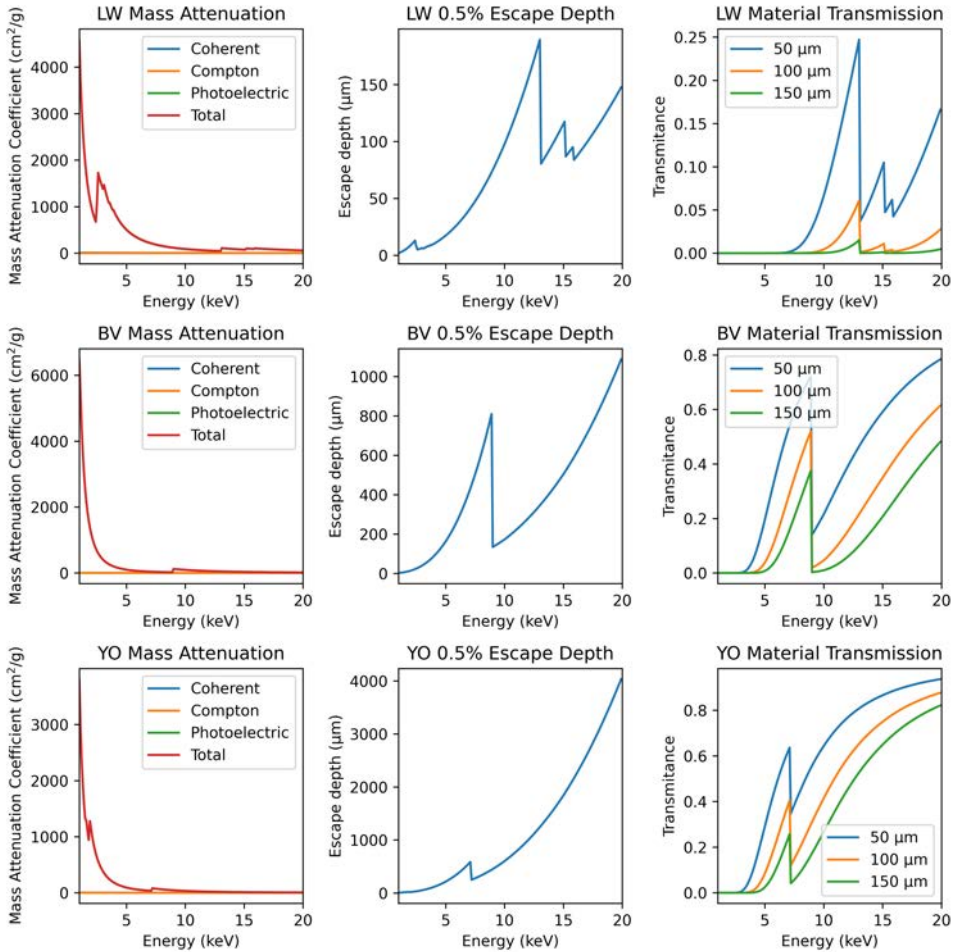 LW Mass Attenuation
Mass Attenuation Coefficient (cm²/g)
4000
3000
2000
1000
0
Coherent
Compton
Photoelectric
Total
5 10 15 20
Energy (keV)
LW 0.5% Escape Depth
Escape depth (μm)
150
100
50
0
5 10 15 20
Energy (keV)
LW Material Transmission
Transmitance
0.25
0.20
0.15
0.10
0.05
0.00
50 μm
100 μm
150 μm
5 10 15 20
Energy (keV)
BV Mass Attenuation
Mass Attenuation Coefficient (cm²/g)
6000
4000
2000
0
Coherent
Compton
Photoelectric
Total
5 10 15 20
Energy (keV)
BV 0.5% Escape Depth
Escape depth (μm)
1000
800
600
400
200
0
5 10 15 20
Energy (keV)
BV Material Transmission
Transmitance
0.8
0.6
0.4
0.2
0.0
50 μm
100 μm
150 μm
5 10 15 20
Energy (keV)
YO Mass Attenuation
Mass Attenuation Coefficient (cm²/g)
3000
2000
1000
0
Coherent
Compton
Photoelectric
Total
5 10 15 20
Energy (keV)
YO 0.5% Escape Depth
Escape depth (μm)
4000
3000
2000
1000
0
5 10 15 20
Energy (keV)
YO Material Transmission
Transmitance
0.8
0.6
0.4
0.2
0.0
50 μm
100 μm
150 μm
5 10 15 20
Energy (keV)